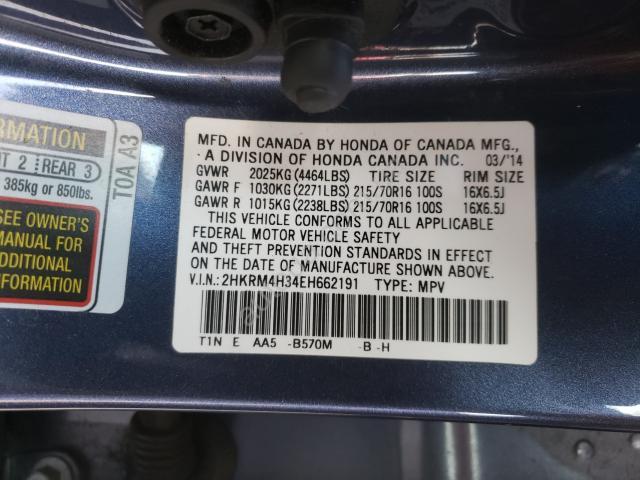 RMATION
NT 2 REAR 3
385kg or 850lbs.
SEE OWNER'S
MANUAL FOR
ADDITIONAL
INFORMATION
T0A A3
MFD. IN CANADA BY HONDA OF CANADA MFG.,
A DIVISION OF HONDA CANADA INC. 03/'14
GVWR 2025KG (4464LBS) TIRE SIZE RIM SIZE
GAWR F 1030KG (2271LBS) 215/70R16 100S 16X6.5J
GAWR R 1015KG (2238LBS) 215/70R16 100S 16X6.5J
THIS VEHICLE CONFORMS TO ALL APPLICABLE
FEDERAL MOTOR VEHICLE SAFETY
AND THEFT PREVENTION STANDARDS IN EFFECT
ON THE DATE OF MANUFACTURE SHOWN ABOVE.
V.I.N.:2HKRM4H34EH662191 TYPE: MPV
T1N E AA5 -B570M -B -H